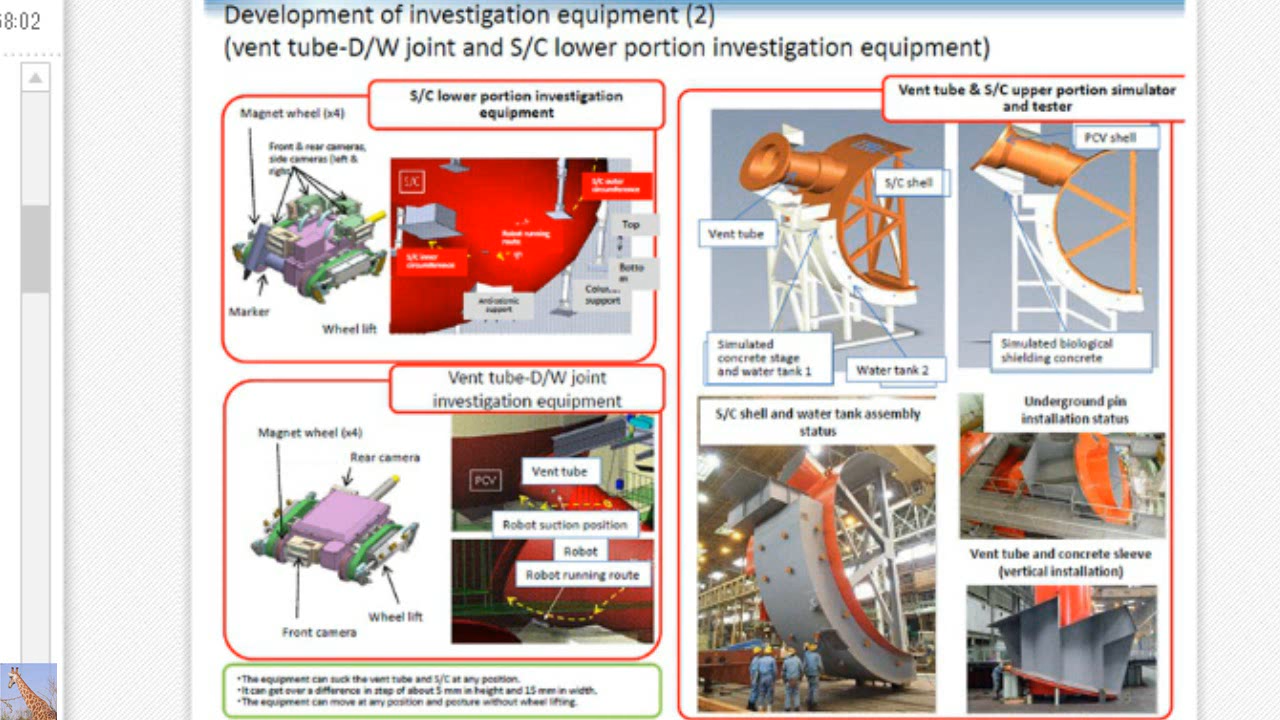 58:02
Development of investigation equipment (2)
(vent tube-D/W joint and S/C lower portion investigation equipment)
S/C lower portion investigation
equipment
Magnet wheel (x4)
Front & rear cameras,
side cameras (left &
right)
Marker
Wheel lift
S/C
S/C outer
circumference
Robot running
route
S/C inner
circumference
Top
Botto
m
Column
support
Anti-seismic
support
Vent tube-D/W joint
investigation equipment
Magnet wheel (x4)
Rear camera
Wheel lift
Front camera
PCV
Vent tube
Robot suction position
Robot
Robot running route
•The equipment can suck the vent tube and S/C at any position.
•It can get over a difference in step of about 5 mm in height and 15 mm in width.
•The equipment can move at any position and posture without wheel lifting.
Vent tube & S/C upper portion simulator
and tester
PCV shell
S/C shell
Vent tube
Simulated
concrete stage
and water tank 1
Water tank 2
Simulated biological
shielding concrete
S/C shell and water tank assembly
status
Underground pin
installation status
Vent tube and concrete sleeve
(vertical installation)